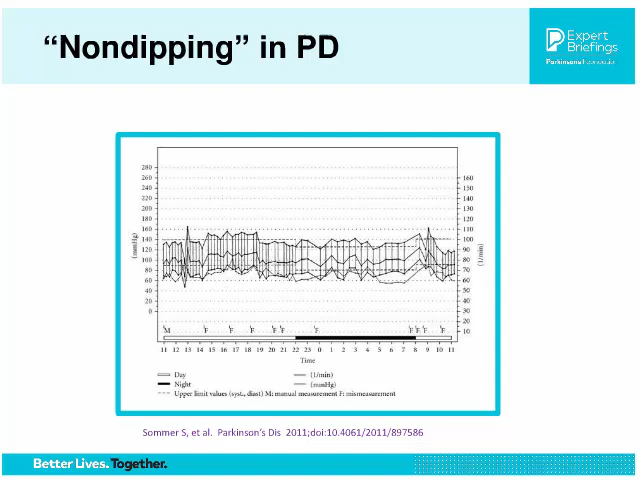 “Nondipping” in PD
Expert
Briefings
Parkinson's Foundation
280
260
240
220
200
180
160
140
120
100
80
60
40
20
0
(mmHg)
160
150
140
130
120
110
100
90
80
70
60
50
40
30
20
10
(1/min)
M F F F F F F F F F F
11 12 13 14 15 16 17 18 19 20 21 22 23 0 1 2 3 4 5 6 7 8 9 10 11
Time
Day (1/min)
Night (mmHg)
Upper limit values (syst., diast) M: manual measurement F: mismeasurement
Sommer S, et al. Parkinson’s Dis 2011;doi:10.4061/2011/897586
Better Lives. Together.